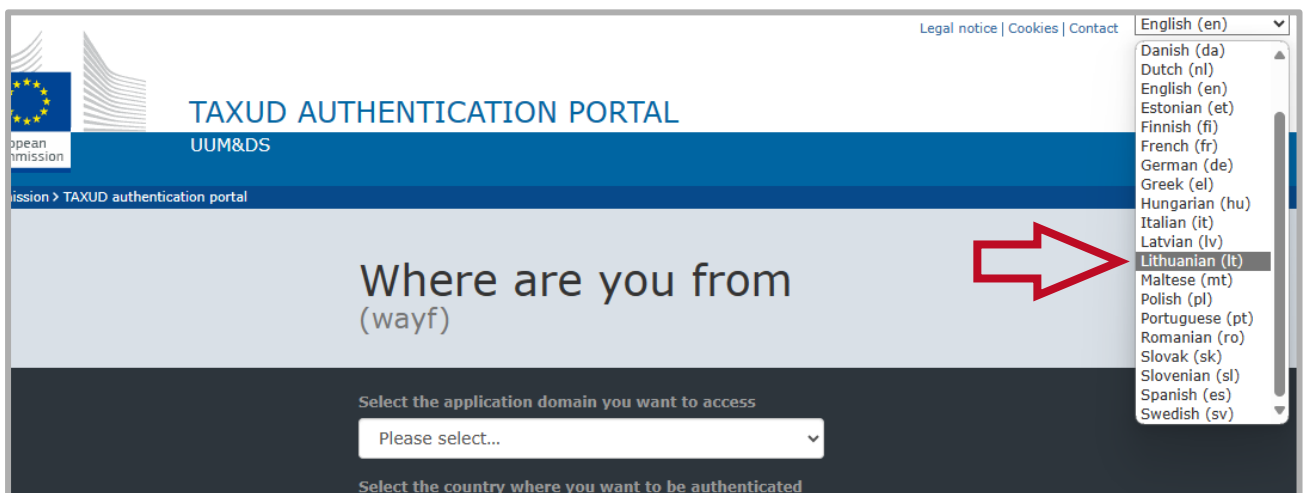 Legal notice | Cookies | Contact
English (en)
Danish (da)
Dutch (nl)
English (en)
Estonian (et)
Finnish (fi)
French (fr)
German (de)
Greek (el)
Hungarian (hu)
Italian (it)
Latvian (lv)
Lithuanian (lt)
Maltese (mt)
Polish (pl)
Portuguese (pt)
Romanian (ro)
Slovak (sk)
Slovenian (sl)
Spanish (es)
Swedish (sv)
TAXUD AUTHENTICATION PORTAL
opean
mmission
UUM&DS
ission > TAXUD authentication portal
Where are you from
(wayf)
Select the application domain you want to access
Please select...
Select the country where you want to be authenticated